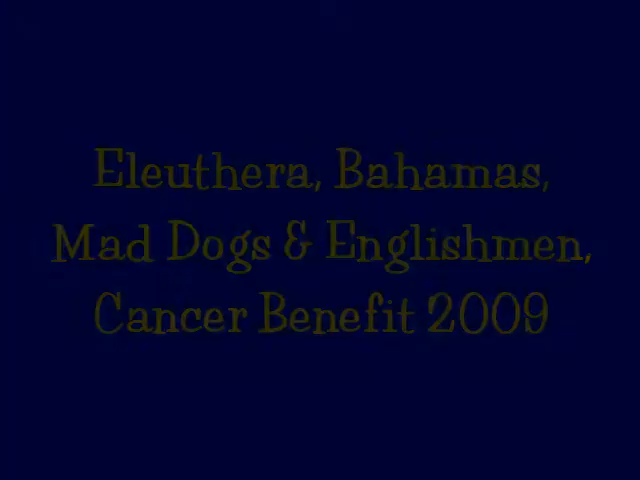 Eleuthera, Bahamas,
Mad Dogs & Englishmen,
Cancer Benefit 2009